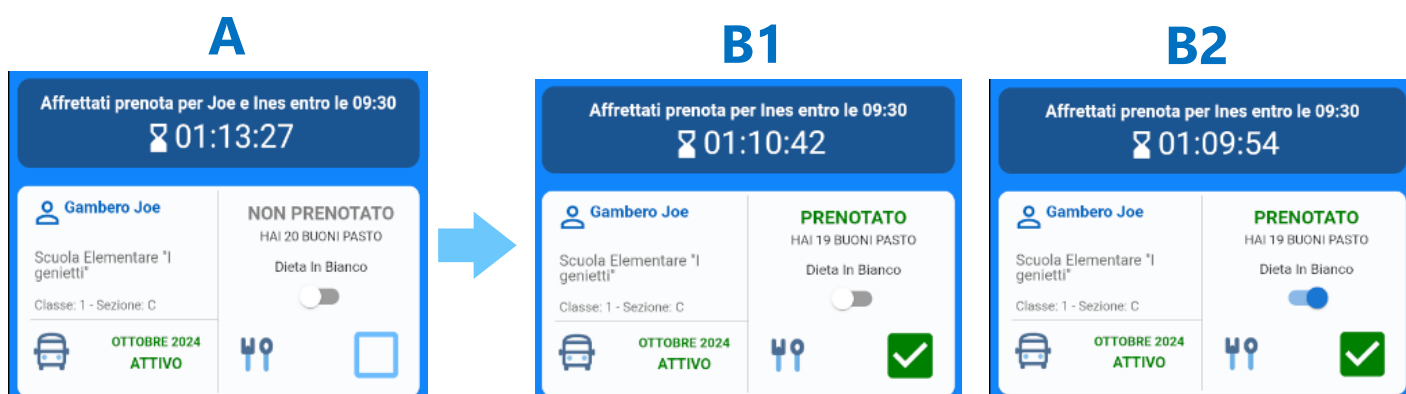 A
Affrettati prenota per Joe e Ines entro le 09:30
01:13:27
Gambero Joe
Scuola Elementare "I
genietti"
Classe: 1 - Sezione: C
NON PRENOTATO
HAI 20 BUONI PASTO
Dieta In Bianco
OTTOBRE 2024
ATTIVO
B1
Affrettati prenota per Ines entro le 09:30
01:10:42
Gambero Joe
Scuola Elementare "I
genietti"
Classe: 1 - Sezione: C
PRENOTATO
HAI 19 BUONI PASTO
Dieta In Bianco
OTTOBRE 2024
ATTIVO
B2
Affrettati prenota per Ines entro le 09:30
01:09:54
Gambero Joe
Scuola Elementare "I
genietti"
Classe: 1 - Sezione: C
PRENOTATO
HAI 19 BUONI PASTO
Dieta In Bianco
OTTOBRE 2024
ATTIVO